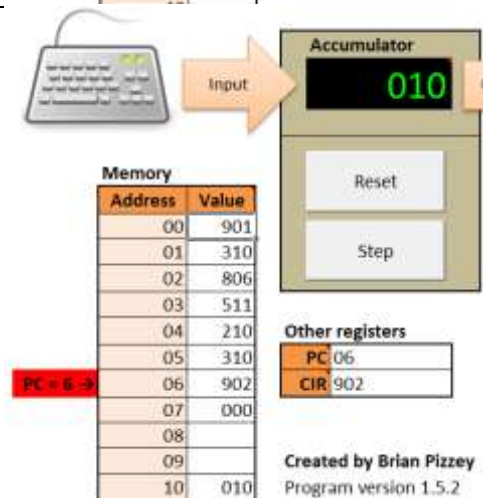 Accumulator
Input
010
Reset
Step
Memory
Address Value
00 901
01 310
02 806
03 511
04 210
05 310
PC = 6 → 06 902
07 000
08
09
10 010
Other registers
PC 06
CIR 902
Created by Brian Pizzey
Program version 1.5.2